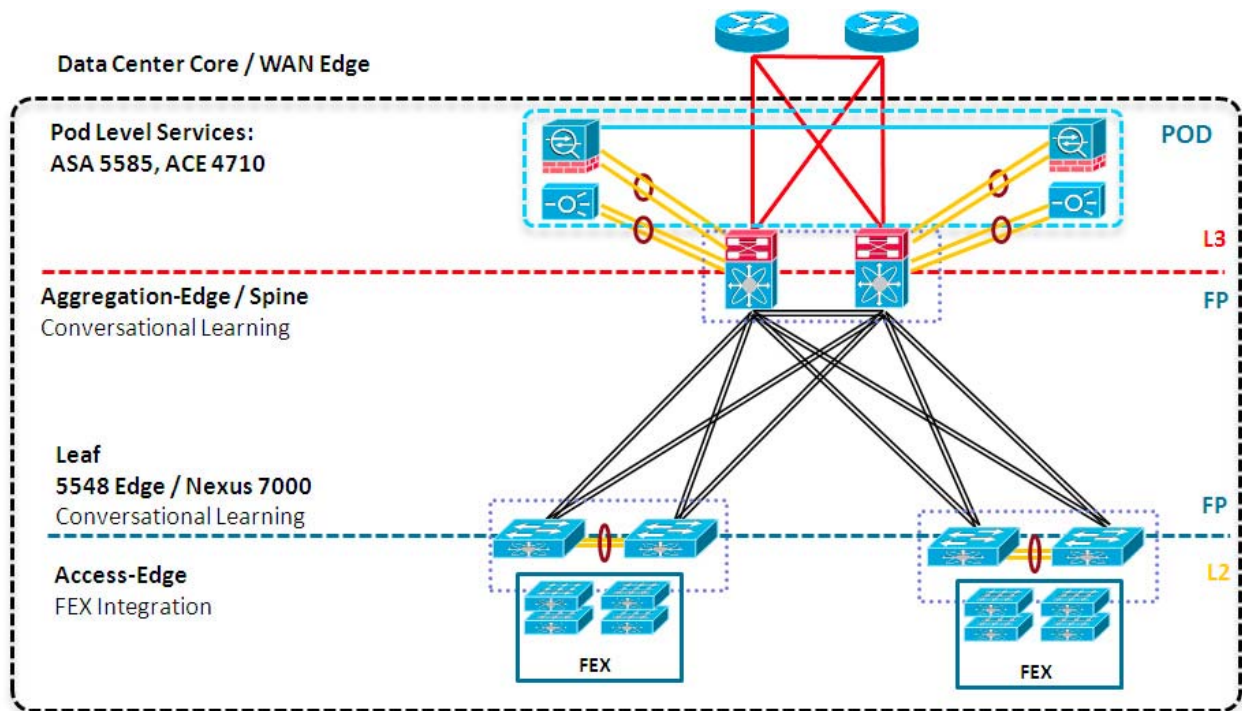 Data Center Core / WAN Edge
Pod Level Services:
ASA 5585, ACE 4710
POD
L3
Aggregation-Edge / Spine
Conversational Learning
FP
Leaf
5548 Edge / Nexus 7000
Conversational Learning
FP
Access-Edge
FEX Integration
L2
FEX
FEX